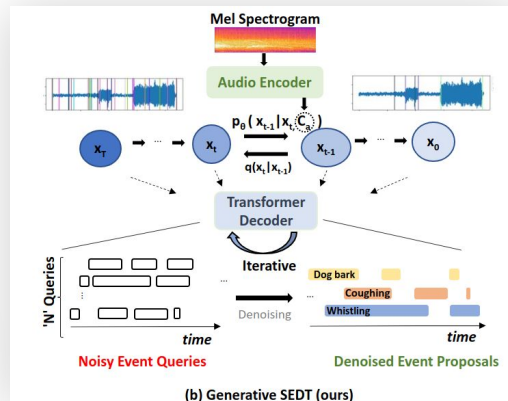 Mel Spectrogram
Audio Encoder
pθ ( xt-1 | xt, Ca )
xT
...
xt
xt-1
...
x0
q(xt|xt-1)
Transformer
Decoder
Iterative
'N' Queries
...
Denoising
...
Dog bark
Coughing
Whistling
time
time
Noisy Event Queries
Denoised Event Proposals
(b) Generative SEDT (ours)